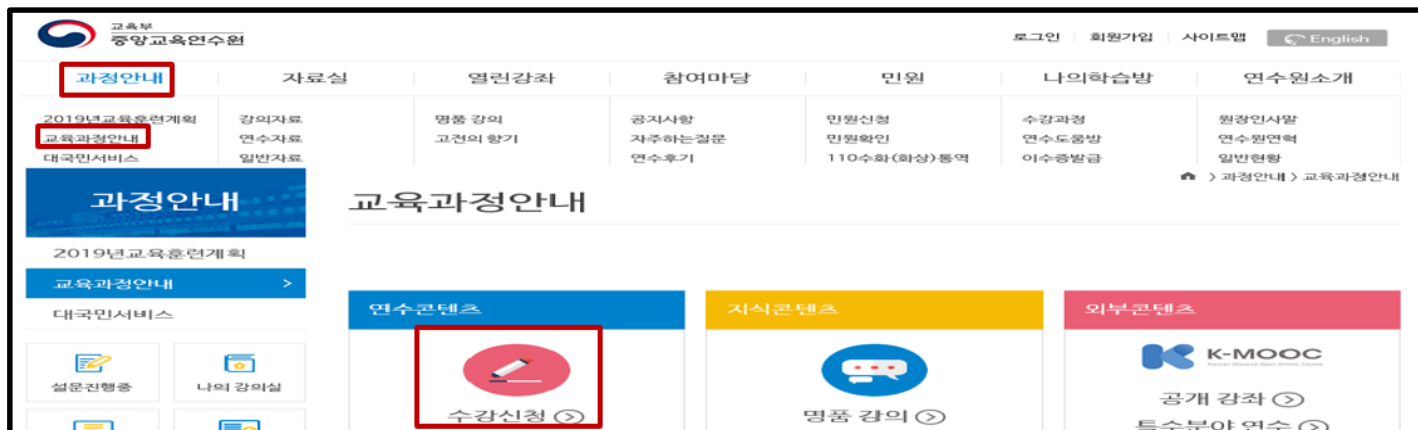 교육부
중앙교육연수원
로그인 회원가입 사이트맵 English
과정안내 자료실 열린강좌 참여마당 민원 나의학습방 연수원소개
2019년교육훈련계획 강의자료 명품 강의 공지사항 민원신청 수강과정 원장인사말
교육과정안내 연수자료 고전의 향기 자주하는질문 민원확인 연수도움방 연수원연혁
대국민서비스 일반자료 연수후기 110수화(화상)통역 이수증발급 일반현황
> 과정안내 > 교육과정안내
과정안내
교육과정안내
2019년교육훈련계획
교육과정안내 >
대국민서비스
연수콘텐츠 지식콘텐츠 외부콘텐츠
K-MOOC
설문진행중 나의 강의실
수강신청 명품 강의 공개 강좌
특수분야 연수